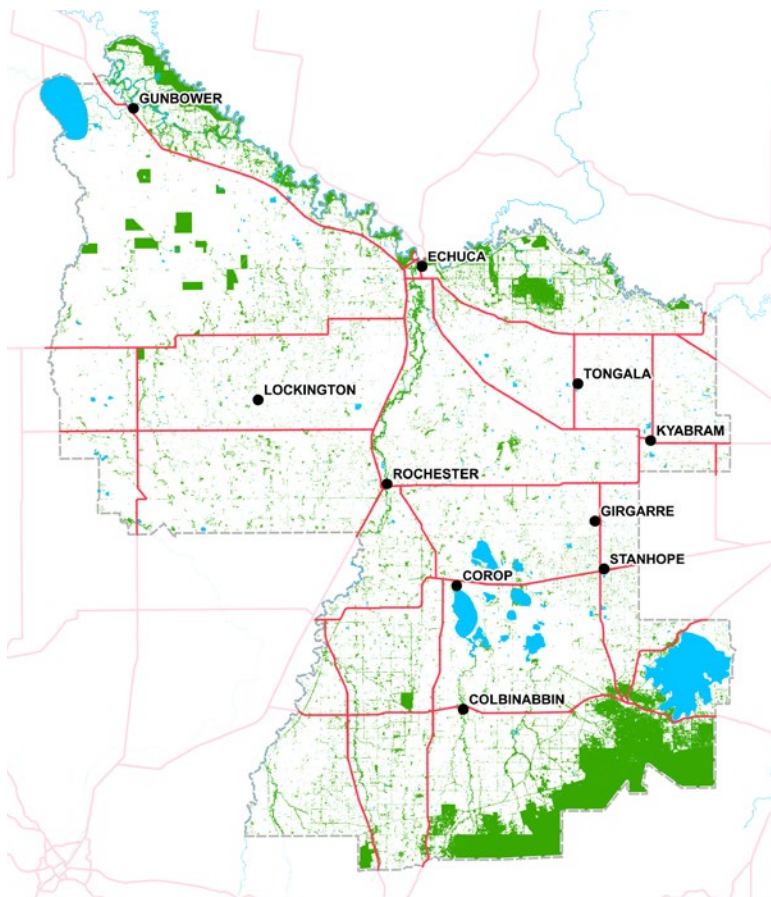 GUNBOWER
ECHUCA
TONGALA
LOCKINGTON
KYABRAM
ROCHESTER
GIRGARRE
STANHOPE
COROP
COLBINABBIN